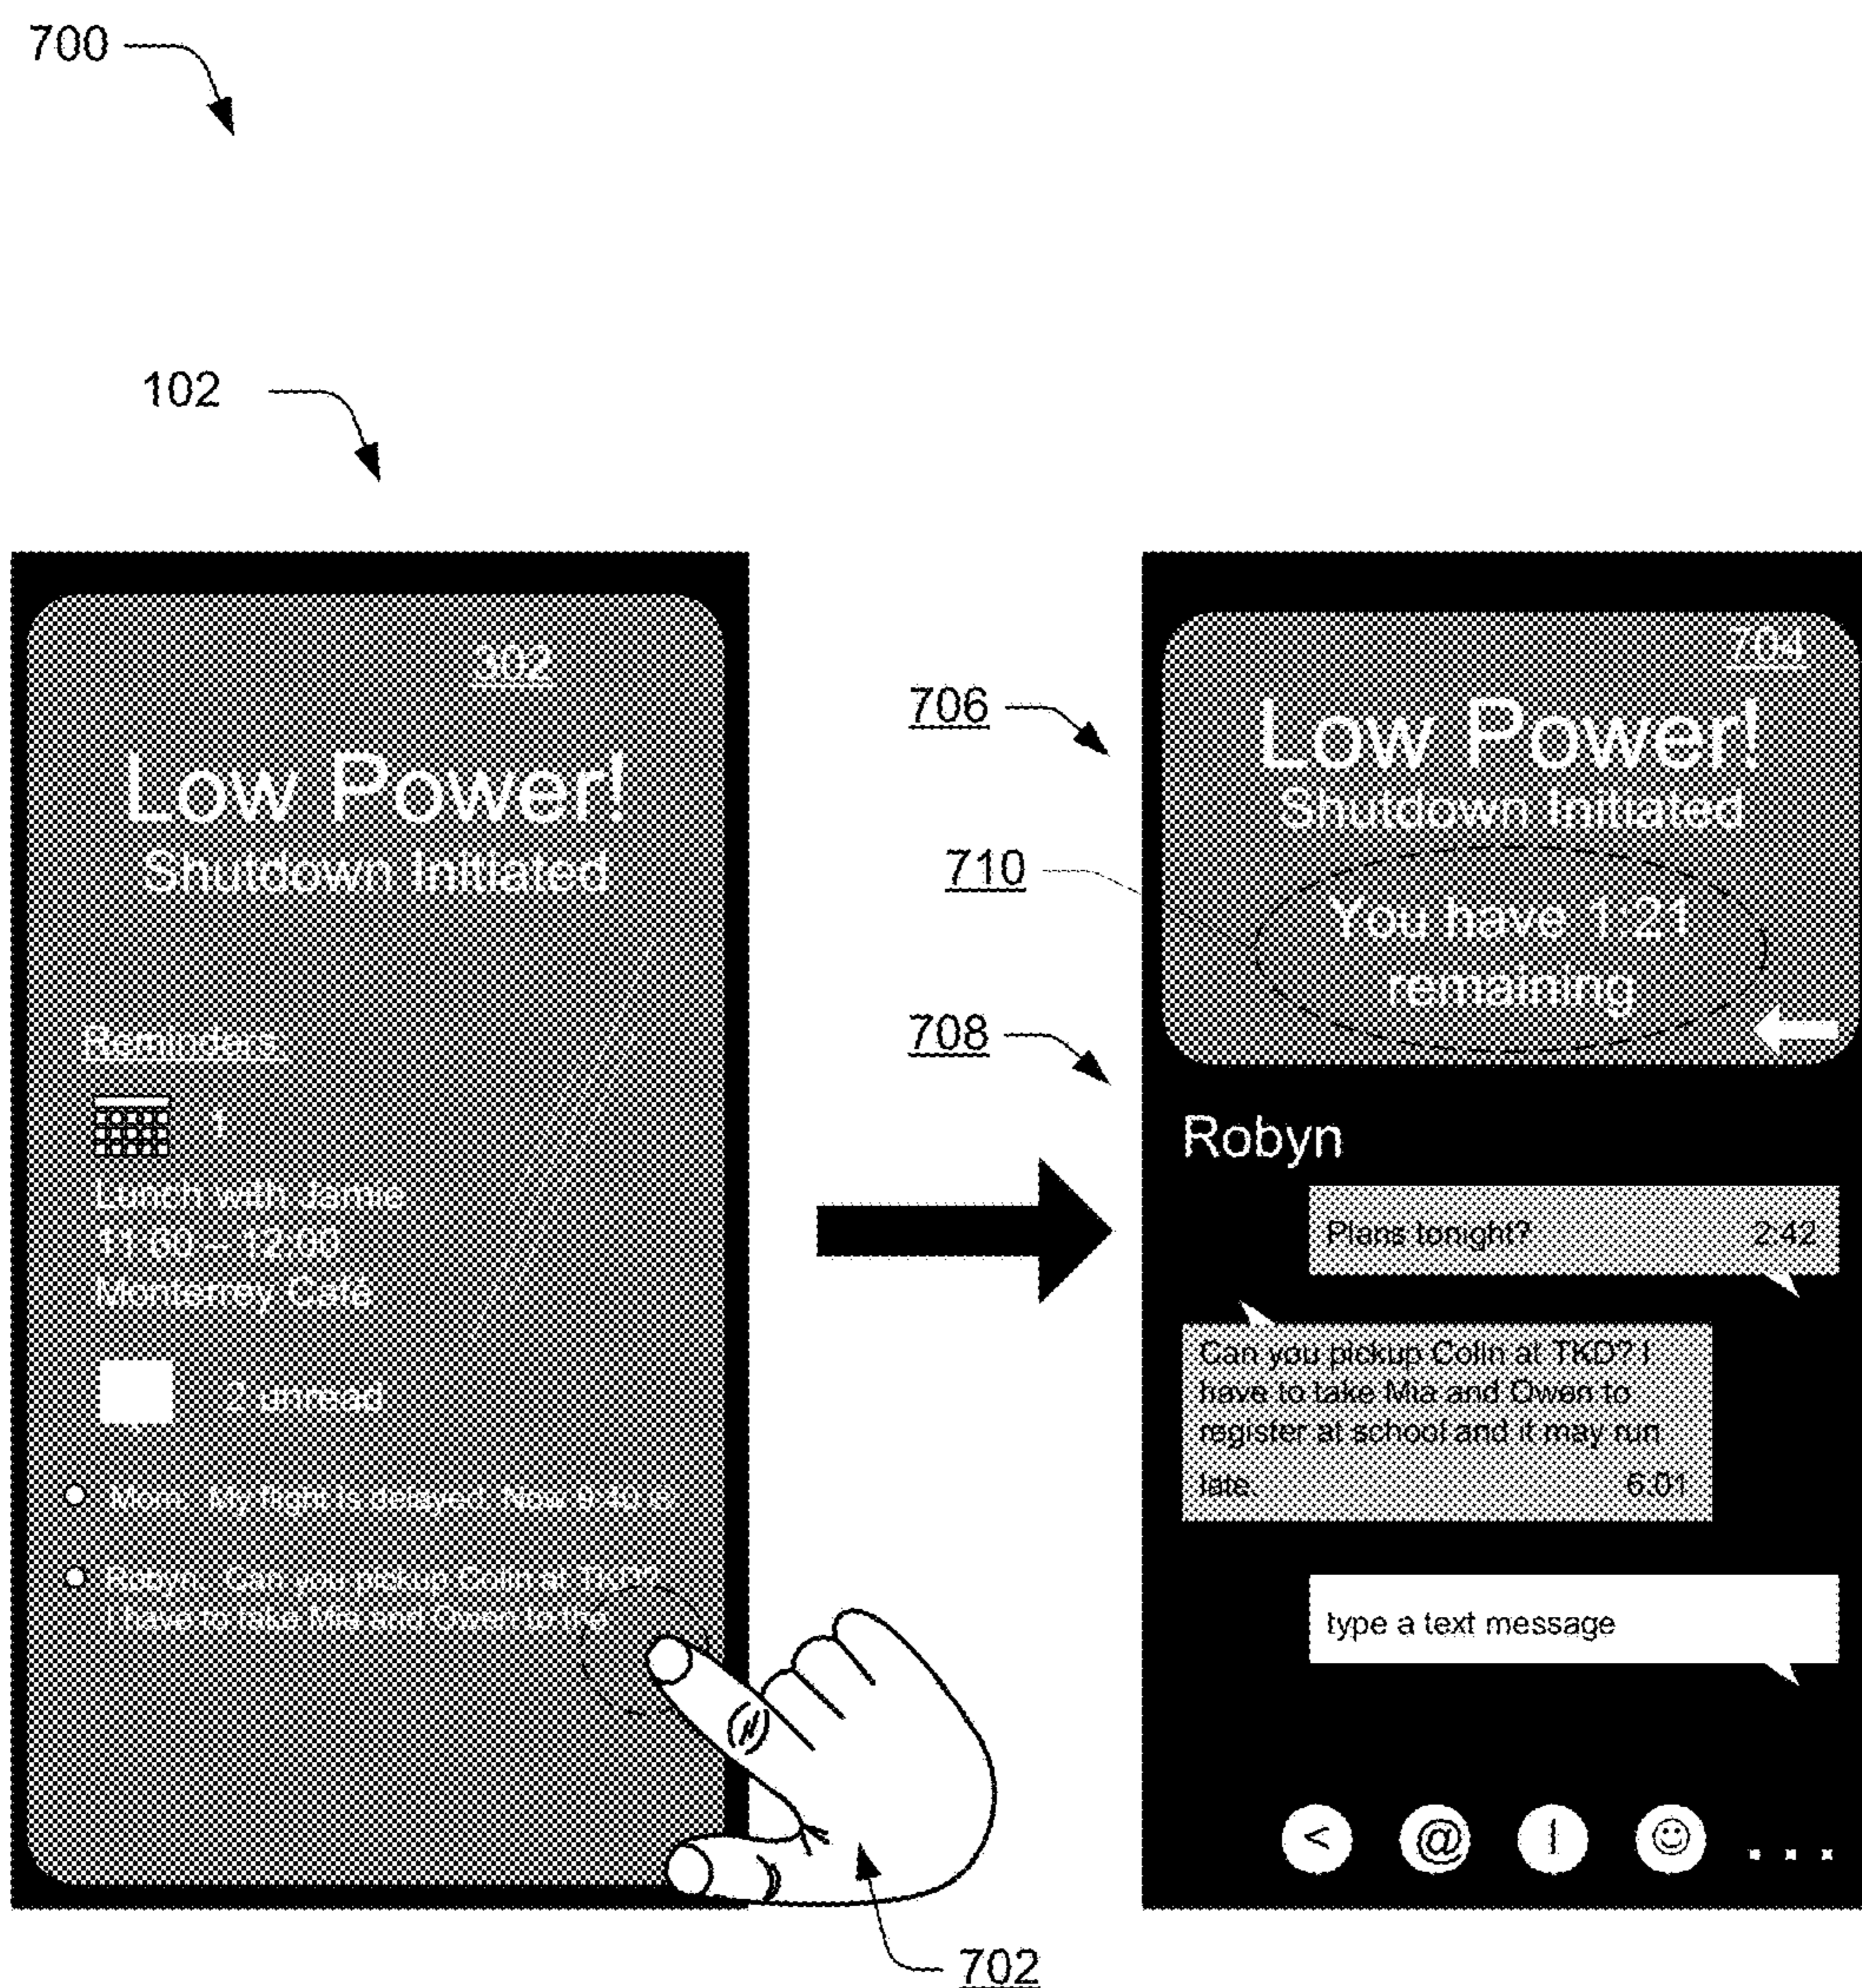 700
102
302
Low Power!
Shutdown Initiated
Reminders
1
Lunch with Jamie
Monterrey Café
2 unread
Mom: My flight is delayed. Now 9:40 is
Robyn: Can you pickup Colin at TKD?
I have to take Mia and Owen to the
702
706
710
708
704
Low Power!
Shutdown Initiated
You have 1:21
remaining
Robyn
Plans tonight? 2:42
Can you pickup Colin at TKD? I
have to take Mia and Owen to
register at school and it may run
late. 6:01
type a text message
< @ ! ...